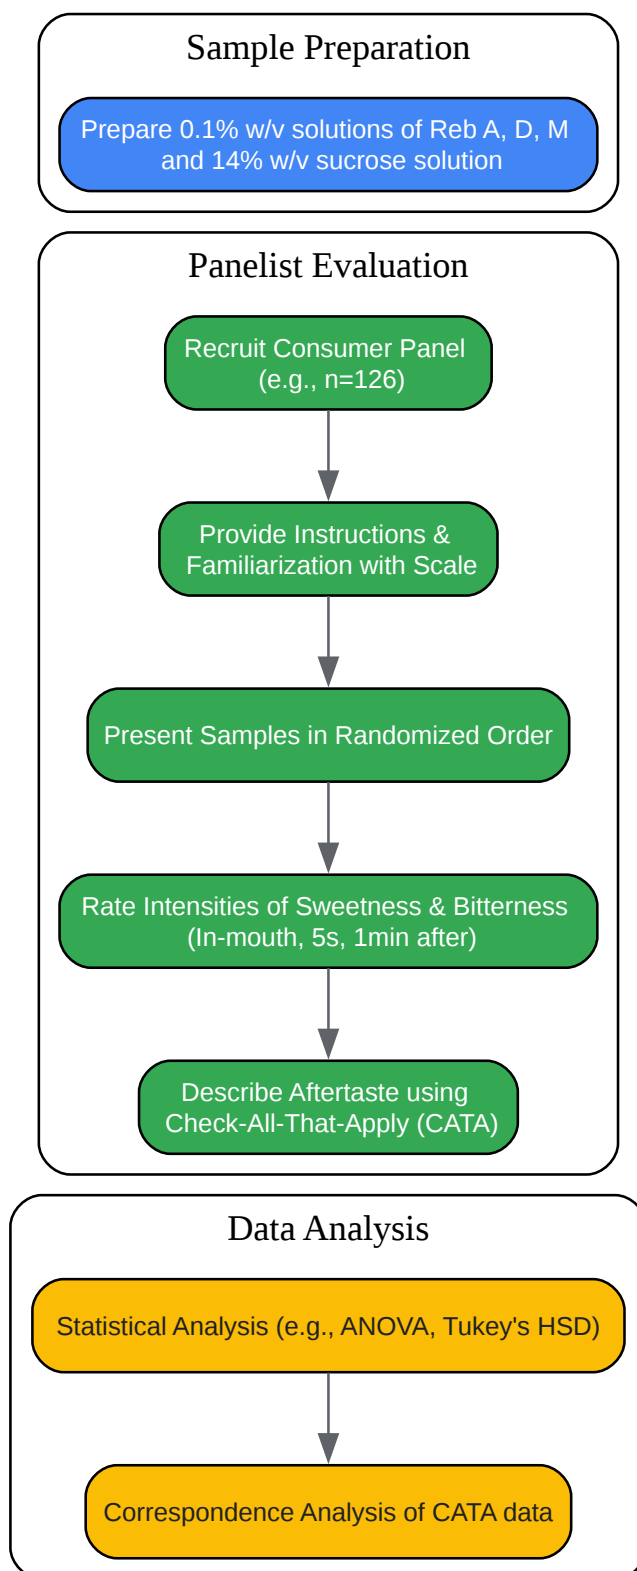 Sample Preparation
Prepare 0.1% w/v solutions of Reb A, D, M
and 14% w/v sucrose solution
Panelist Evaluation
Recruit Consumer Panel
(e.g., n=126)
Provide Instructions &
Familiarization with Scale
Present Samples in Randomized Order
Rate Intensities of Sweetness & Bitterness
(In-mouth, 5s, 1min after)
Describe Aftertaste using
Check-All-That-Apply (CATA)
Data Analysis
Statistical Analysis (e.g., ANOVA, Tukey's HSD)
Correspondence Analysis of CATA data